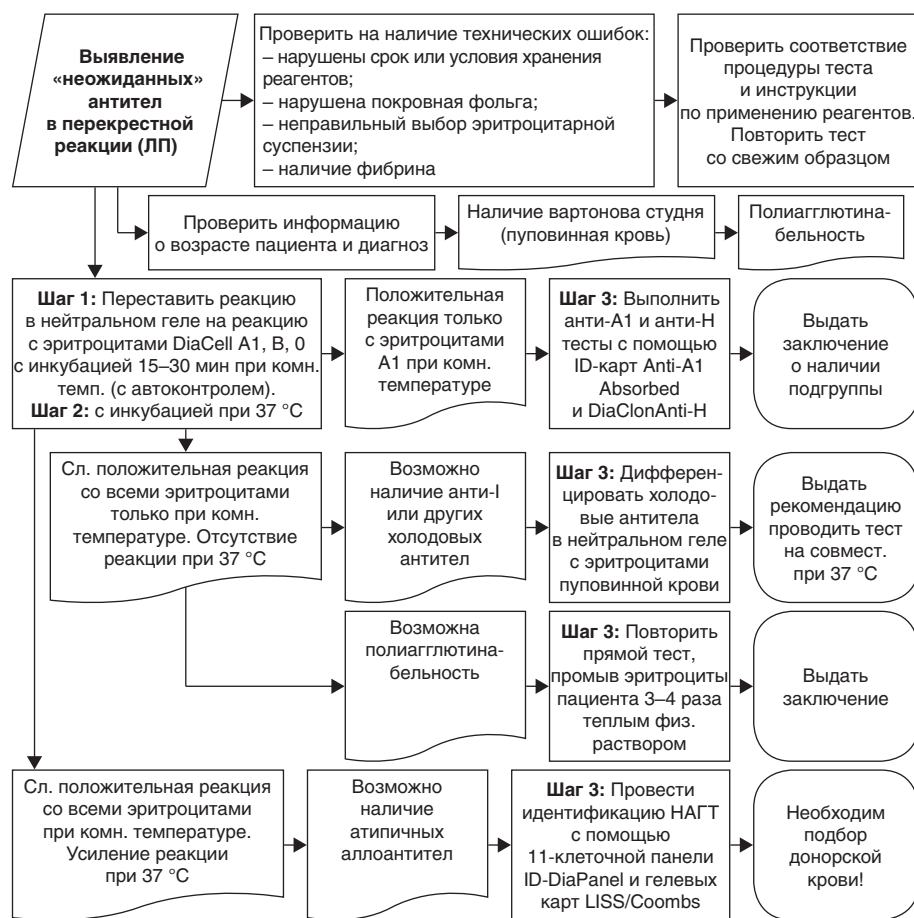 Выявление
«неожиданных»
антител
в перекрестной
реакции (ЛП)
Проверить на наличие технических ошибок:
– нарушены срок или условия хранения
реагентов;
– нарушена покровная фольга;
– неправильный выбор эритроцитарной
суспензии;
– наличие фибрина
Проверить соответствие
процедуры теста
и инструкции
по применению реагентов.
Повторить тест
со свежим образцом
Проверить информацию
о возрасте пациента и диагноз
Наличие вартонова студня
(пуповинная кровь)
Полиагглютина-
бельность
Шаг 1: Переставить реакцию
в нейтральном геле на реакцию
с эритроцитами DiaCell A1, B, 0
с инкубацией 15–30 мин при комн.
темп. (с автоконтролем).
Шаг 2: с инкубацией при 37 °C
Положительная
реакция только
с эритроцитами
А1 при комн.
температуре
Шаг 3: Выполнить
анти-А1 и анти-Н
тесты с помощью
ID-карт Anti-A1
Absorbed
и DiaClonAnti-H
Выдать
заключение
о наличии
подгруппы
Сл. положительная реакция
со всеми эритроцитами
только при комн.
температуре. Отсутствие
реакции при 37 °C
Возможно
наличие анти-I
или других
холодовых
антител
Шаг 3: Дифферен-
цировать холодо-
вые антитела
в нейтральном геле
с эритроцитами
пуповинной крови
Выдать
рекомендацию
проводить тест
на совмест.
при 37 °C
Возможна
полиагглютина-
бельность
Шаг 3: Повторить
прямой тест,
промыв эритроциты
пациента 3–4 раза
теплым физ.
раствором
Выдать
заключение
Сл. положительная реакция
со всеми эритроцитами
при комн. температуре.
Усиление реакции
при 37 °C
Возможно
наличие
атипичных
аллоантител
Шаг 3: Провести
идентификацию НАГТ
с помощью
11-клеточной панели
ID-DiaPanel и гелевых
карт LISS/Coombs
Необходим
подбор
донорской
крови!